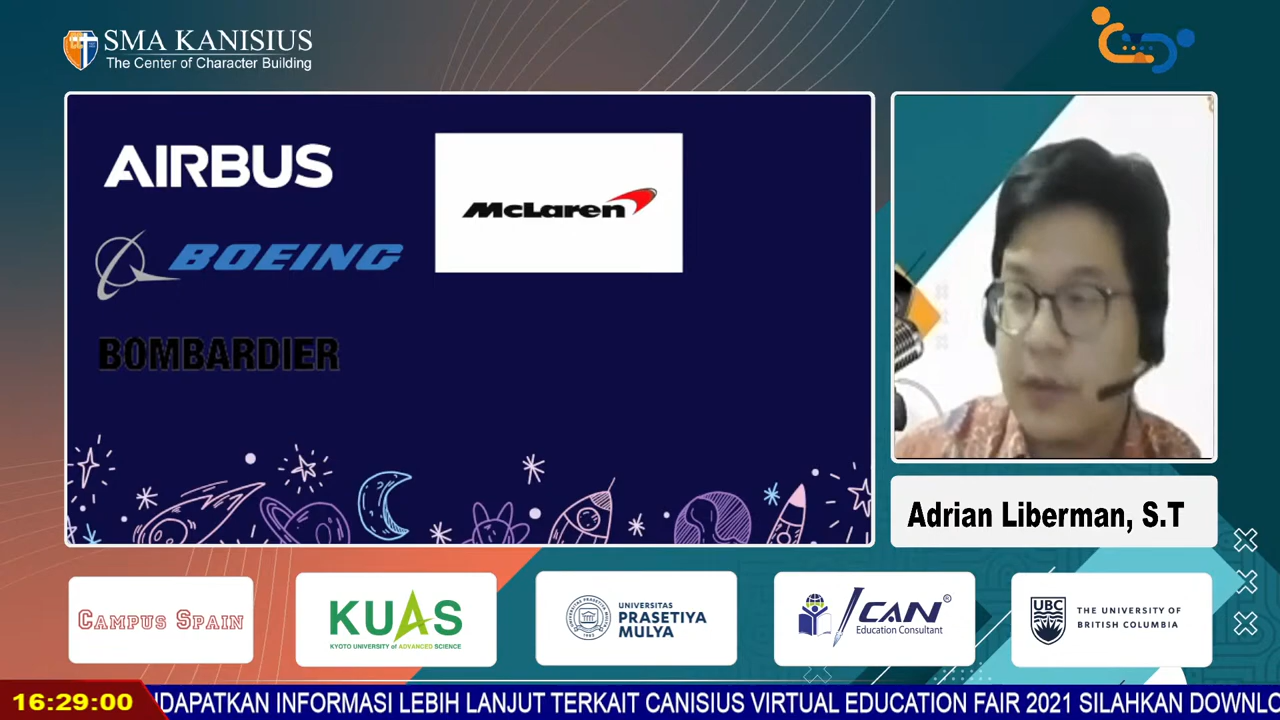 SMA KANISIUS
The Center of Character Building
AIRBUS
BOEING
BOMBARDIER
McLaren
Adrian Liberman, S.T
CAMPUS SPAIN
KUAS
KYOTO UNIVERSITY of ADVANCED SCIENCE
UNIVERSITAS
PRASETIYA
MULYA
ICAN®
Education Consultant
UBC
THE UNIVERSITY OF
BRITISH COLUMBIA
16:29:00
NDAPATKAN INFORMASI LEBIH LANJUT TERKAIT CANISIUS VIRTUAL EDUCATION FAIR 2021 SILAHKAN DOWNLO